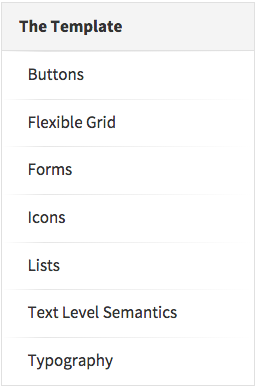 The Template
Buttons
Flexible Grid
Forms
Icons
Lists
Text Level Semantics
Typography